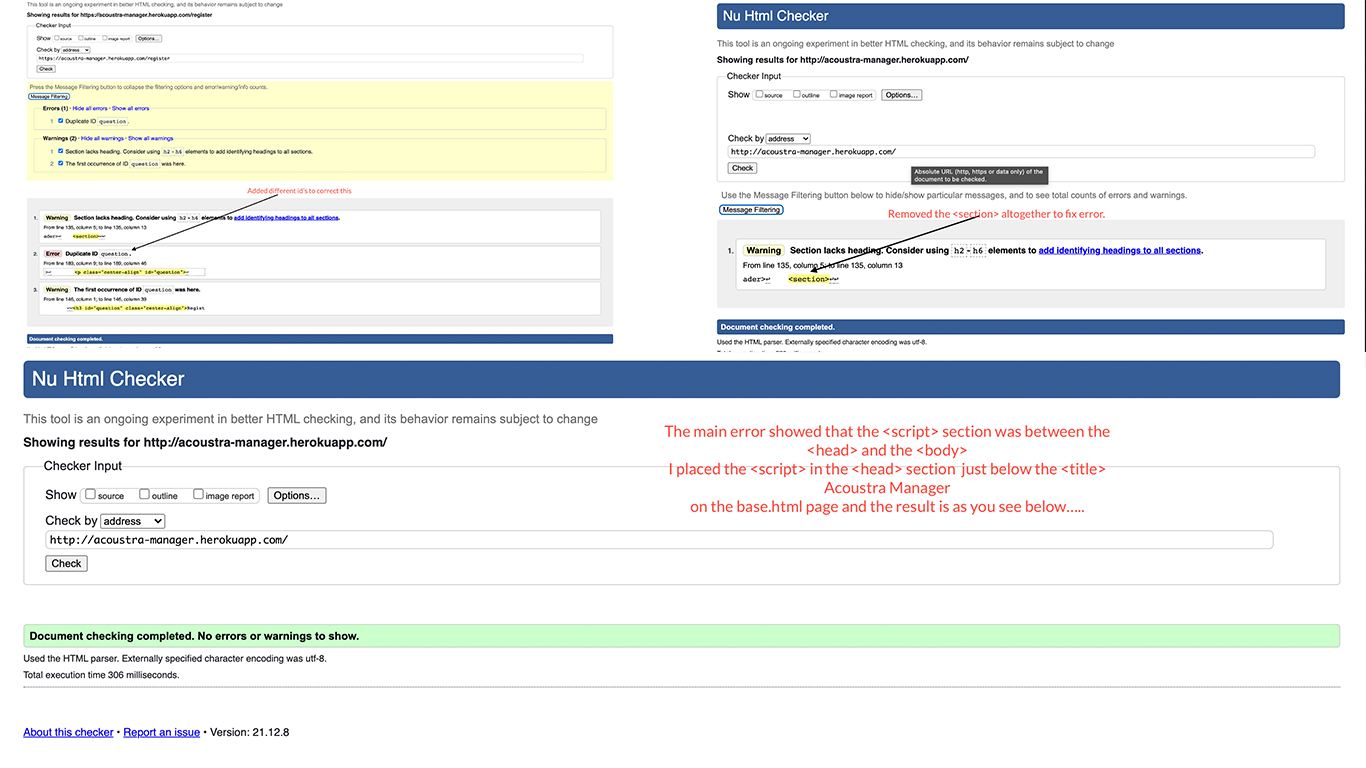 This tool is an ongoing experiment in better HTML checking, and its behavior remains subject to change
Showing results for https://acoustra-manager.herokuapp.com/register
Checker Input
Show source outline image report Options...
Check by address
https://acoustra-manager.herokuapp.com/register
Check
Press the Message Filtering button to collapse the filtering options and error/warning/info counts.
Message Filtering
Errors (1) · Hide all errors · Show all errors
1 Duplicate ID question.
Warnings (2) · Hide all warnings · Show all warnings
1 Section lacks heading. Consider using h2-h6 elements to add identifying headings to all sections.
2 The first occurrence of ID question was here.
Added different id's to correct this
1. Warning Section lacks heading. Consider using h2-h6 elements to add identifying headings to all sections.
From line 135, column 5; to line 135, column 13
ader>↩ <section>↩↩
2. Error Duplicate ID question.
From line 189, column 9; to line 189, column 46
<p class="center-align" id="question">↩
3. Warning The first occurrence of ID question was here.
From line 146, column 1; to line 146, column 39
<h3 id="question" class="center-align">Regist
Document checking completed.
Nu Html Checker
This tool is an ongoing experiment in better HTML checking, and its behavior remains subject to change
Showing results for http://acoustra-manager.herokuapp.com/
Checker Input
Show source outline image report Options...
Check by address
http://acoustra-manager.herokuapp.com/
Check
Absolute URL (http, https or data only) of the
document to be checked.
Use the Message Filtering button below to hide/show particular messages, and to see total counts of errors and warnings.
Message Filtering
Removed the <section> altogether to fix error.
1. Warning Section lacks heading. Consider using h2-h6 elements to add identifying headings to all sections.
From line 135, column 5; to line 135, column 13
ader>↩ <section>↩↩
Document checking completed.
Used the HTML parser. Externally specified character encoding was utf-8.
Nu Html Checker
This tool is an ongoing experiment in better HTML checking, and its behavior remains subject to change
Showing results for http://acoustra-manager.herokuapp.com/
The main error showed that the <script> section was between the
<head> and the <body>
I placed the <script> in the <head> section just below the <title>
Acoustra Manager
on the base.html page and the result is as you see below.....
Checker Input
Show source outline image report Options...
Check by address
http://acoustra-manager.herokuapp.com/
Check
Document checking completed. No errors or warnings to show.
Used the HTML parser. Externally specified character encoding was utf-8.
Total execution time 306 milliseconds.
About this checker • Report an issue • Version: 21.12.8